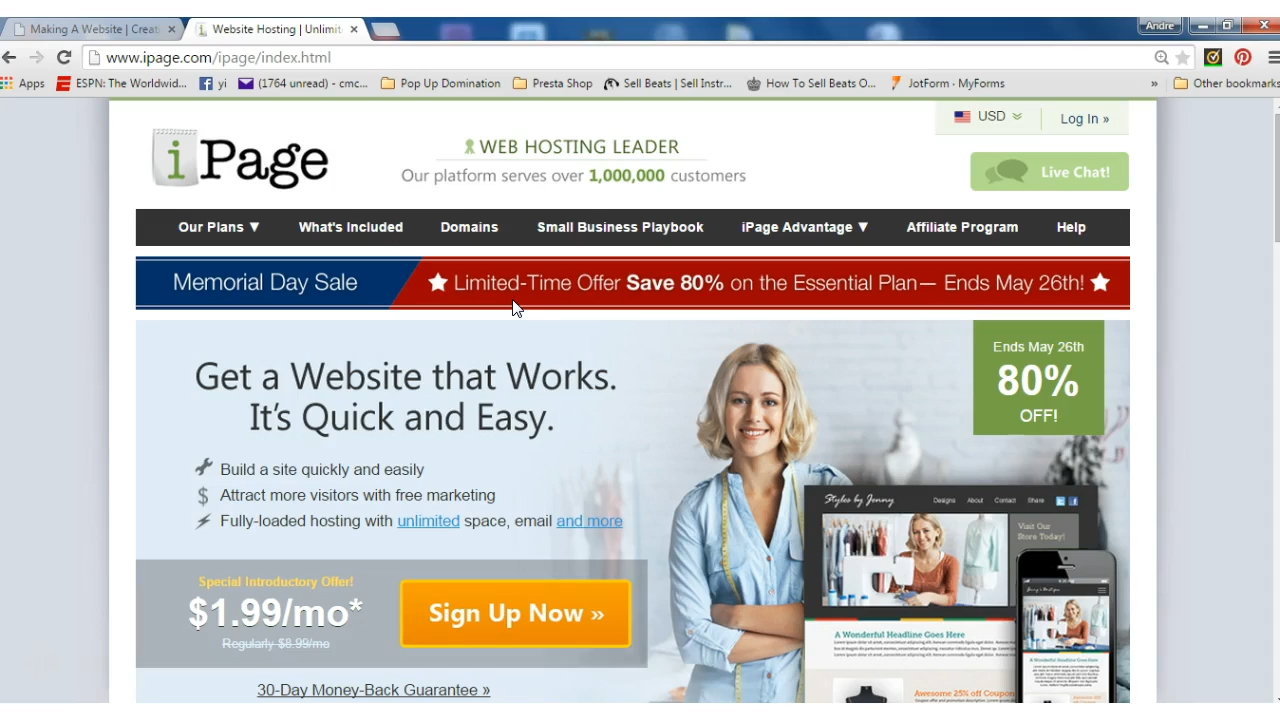 Making A Website | Creati
Website Hosting | Unlimit
Andre
www.ipage.com/ipage/index.html
Apps
ESPN: The Worldwid...
yi
(1764 unread) - cmc...
Pop Up Domination
Presta Shop
Sell Beats | Sell Instr...
How To Sell Beats O...
JotForm - MyForms
»
Other bookmarks
USD
Log In »
iPage
WEB HOSTING LEADER
Our platform serves over 1,000,000 customers
Live Chat!
Our Plans ▼
What's Included
Domains
Small Business Playbook
iPage Advantage ▼
Affiliate Program
Help
Memorial Day Sale
★ Limited-Time Offer Save 80% on the Essential Plan— Ends May 26th! ★
Get a Website that Works.
It's Quick and Easy.
Ends May 26th
80%
OFF!
Build a site quickly and easily
$ Attract more visitors with free marketing
Fully-loaded hosting with unlimited space, email and more
Special Introductory Offer!
$1.99/mo*
Regularly $8.99/mo
Sign Up Now »
30-Day Money-Back Guarantee »
Styles by Jenny
Designs
About
Contact
Share
Visit Our
Store Today!
A Wonderful Headline Goes Here
Awesome 25% off Coupon
A Wonderful Headline Goes Here